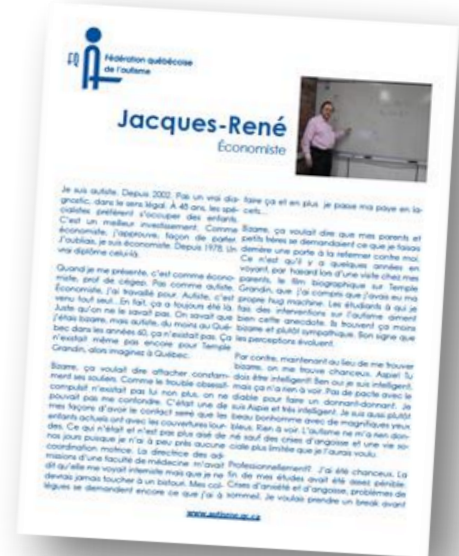 FQ
Fédération québécoise
de l'autisme
Jacques-René
Économiste
Je suis autiste. Depuis 2002. Pas un vrai dia-
gnostic, dans le sens légal. À 45 ans, les spé-
cialistes préfèrent s'occuper des enfants.
C'est un meilleur investissement. Comme
économiste, j'approuve, façon de parler.
J'oubliais, je suis économiste. Depuis 1978. Un
vrai diplôme celui-là.
Quand je me présente, c'est comme écono-
miste, prof de cégep. Pas comme autiste.
Économiste, j'ai travaillé pour. Autiste, c'est
venu tout seul...En fait, ça a toujours été là.
Juste qu'on ne le savait pas. On savait que
j'étais bizarre, mais autiste, du moins au Qué-
bec dans les années 60, ça n'existait pas. Ça
n'existait même pas encore pour Temple
Grandin, alors imaginez à Québec.
Bizarre, ça voulait dire attacher constam-
ment ses souliers. Comme le trouble obsessif-
compulsif n'existait pas lui non plus, on ne
pouvait pas me confondre. C'était une de
mes façons d'avoir le contact serré que les
enfants actuels ont avec les couvertures lour-
des. Ce qui n'était et n'est pas plus aisé de
nos jours puisque je n'ai à peu près aucune
coordination motrice. La directrice des ad-
missions d'une faculté de médecine m'avait
dit qu'elle me voyait interniste mais que je ne
devrais jamais toucher à un bistouri. Mes col-
lègues se demandent encore ce que j'ai à
faire ça et en plus je passe ma paye en la-
cets...
Bizarre, ça voulait dire que mes parents et
petits frères se demandaient ce que je faisais
derrière une porte à la refermer contre moi.
Ce n'est qu'il y a quelques années en
voyant, par hasard lors d'une visite chez mes
parents, le film biographique sur Temple
Grandin, que j'ai compris que j'avais eu ma
propre hug machine. Les étudiants à qui je
fais des interventions sur l'autisme aiment
bien cette anecdote. Ils trouvent ça moins
bizarre et plutôt sympathique. Bon signe que
les perceptions évoluent.
Par contre, maintenant au lieu de me trouver
bizarre, on me trouve chanceux. Aspie! Tu
dois être intelligent! Ben oui je suis intelligent,
mais ça n'a rien à voir. Pas de pacte avec le
diable pour faire un donnant-donnant. Je
suis Aspie et très intelligent. Je suis aussi plutôt
beau bonhomme avec de magnifiques yeux
bleus. Rien à voir. L'autisme ne m'a rien don-
né sauf des crises d'angoisse et une vie so-
ciale plus limitée que je l'aurais voulu.
Professionnellement? J'ai été chanceux. La
fin de mes études avait été assez pénible.
Crises d'anxiété et d'angoisse, problèmes de
sommeil. Je voulais prendre un break avant
www.autisme.qc.ca